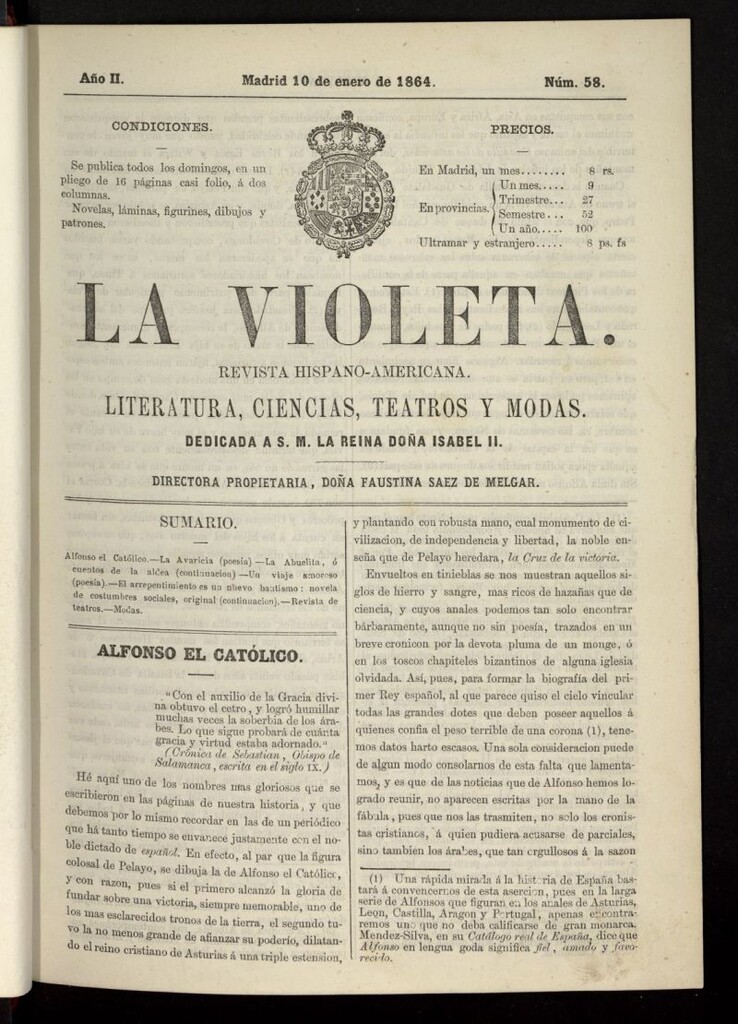 Año II.
Madrid 10 de enero de 1864.
Núm. 58.
CONDICIONES.
Se publica todos los domingos, en un
pliego de 16 páginas casi folio, á dos
columnas.
Novelas, láminas, figurines, dibujos y
patrones.
PRECIOS.
En Madrid, un mes........ 8 rs.
En provincias.
Un mes..... 9
Trimestre... 27
Semestre... 52
Un año..... 100
Ultramar y estranjero..... 8 ps. fs
LA VIOLETA.
REVISTA HISPANO-AMERICANA.
LITERATURA, CIENCIAS, TEATROS Y MODAS.
DEDICADA A S. M. LA REINA DOÑA ISABEL II.
DIRECTORA PROPIETARIA, DOÑA FAUSTINA SAEZ DE MELGAR.
SUMARIO.
Alfonso el Católico.—La Avaricia (poesía)—La Abuelita, ó
cuentos de la aldea (continuacion)—Un viaje amoroso
(poesía).—El arrepentimiento es un nuevo bautismo: novela
de costumbres sociales, original (continuacion).—Revista de
teatros.—Modas.
ALFONSO EL CATÓLICO.
"Con el auxilio de la Gracia divi-
na obtuvo el cetro, y logró humillar
muchas veces la soberbia de los ára-
bes. Lo que sigue probará de cuánta
gracia y virtud estaba adornado."
(Crónica de Sebastian, Obispo de
Salamanca, escrita en el siglo IX.)
Hé aquí uno de los nombres mas gloriosos que se
escribieron en las páginas de nuestra historia, y que
debemos por lo mismo recordar en las de un periódico
que há tanto tiempo se envanece justamente con el no-
ble dictado de español. En efecto, al par que la figura
colosal de Pelayo, se dibuja la de Alfonso el Católico,
y con razon, pues si el primero alcanzó la gloria de
fundar sobre una victoria, siempre memorable, uno de
los mas esclarecidos tronos de la tierra, el segundo tu-
vo la no menos grande de afianzar su poderío, dilatan-
do el reino cristiano de Asturias á una triple estension,
y plantando con robusta mano, cual monumento de ci-
vilizacion, de independencia y libertad, la noble en-
seña que de Pelayo heredara, la Cruz de la victoria.
Envueltos en tinieblas se nos muestran aquellos si-
glos de hierro y sangre, mas ricos de hazañas que de
ciencia, y cuyos anales podemos tan solo encontrar
bárbaramente, aunque no sin poesía, trazados en un
breve cronicon por la devota pluma de un monge, ó
en los toscos chapiteles bizantinos de alguna iglesia
olvidada. Así, pues, para formar la biografía del pri-
mer Rey español, al que parece quiso el cielo vincular
todas las grandes dotes que deben poseer aquellos á
quienes confia el peso terrible de una corona (1), tene-
mos datos harto escasos. Una sola consideracion puede
de algun modo consolarnos de esta falta que lamenta-
mos, y es que de las noticias que de Alfonso hemos lo-
grado reunir, no aparecen escritas por la mano de la
fábula, pues que nos las trasmiten, no solo los cronis-
tas cristianos, á quien pudiera acusarse de parciales,
sino tambien los árabes, que tan orgullosos á la sazon
(1) Una rápida mirada á la historia de España bas-
tará á convencernos de esta asercion, pues en la larga
serie de Alfonsos que figuran en los anales de Asturias,
Leon, Castilla, Aragon y Portugal, apenas encontra-
remos uno que no deba calificarse de gran monarca.
Mendez-Silva, en su Catálogo real de España, dice que
Alfonso en lengua goda significa fiel, amado y favo-
recido.